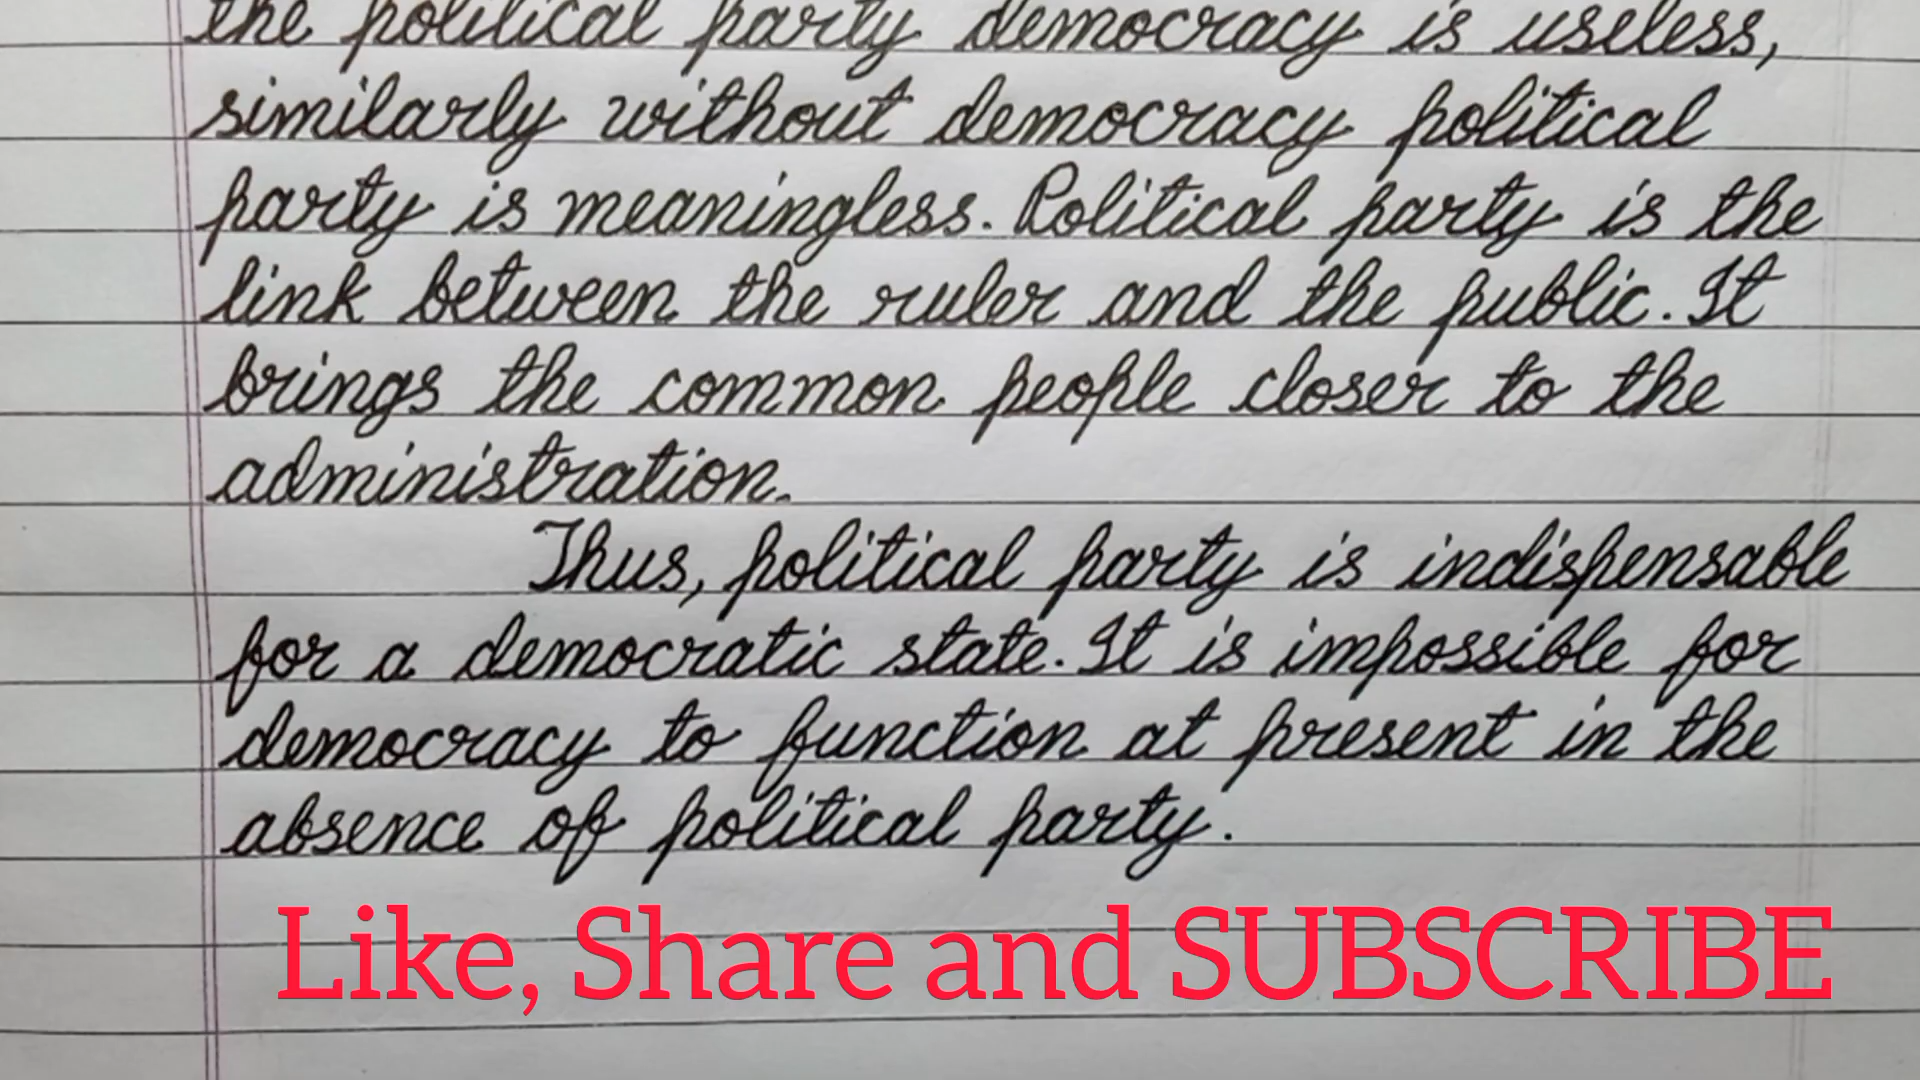 the political party democracy is useless,
similarly without democracy political
party is meaningless. Political party is the
link between the ruler and the public. It
brings the common people closer to the
administration.
Thus, political party is indispensable
for a democratic state. It is impossible for
democracy to function at present in the
absence of political party.
Like, Share and SUBSCRIBE